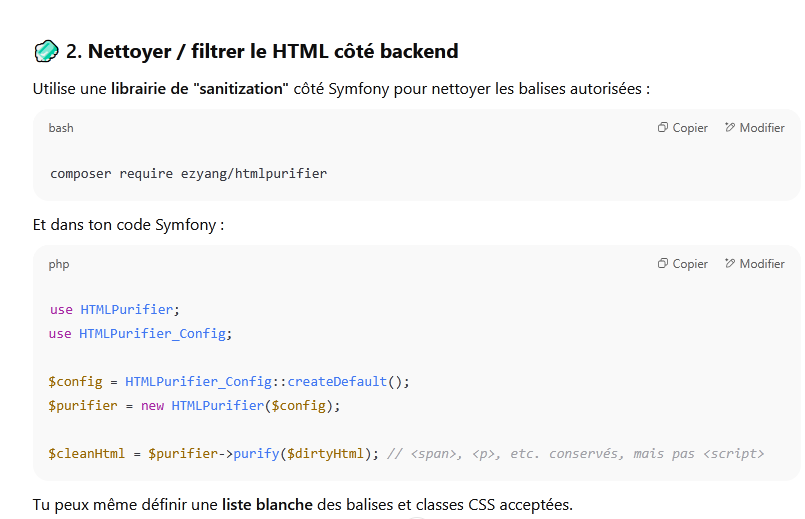 🧼 2. Nettoyer / filtrer le HTML côté backend
Utilise une librairie de "sanitization" côté Symfony pour nettoyer les balises autorisées :
bash
Copier
Modifier
composer require ezyang/htmlpurifier
Et dans ton code Symfony :
php
Copier
Modifier
use HTMLPurifier;
use HTMLPurifier_Config;
$config = HTMLPurifier_Config::createDefault();
$purifier = new HTMLPurifier($config);
$cleanHtml = $purifier->purify($dirtyHtml); // <span>, <p>, etc. conservés, mais pas <script>
Tu peux même définir une liste blanche des balises et classes CSS acceptées.